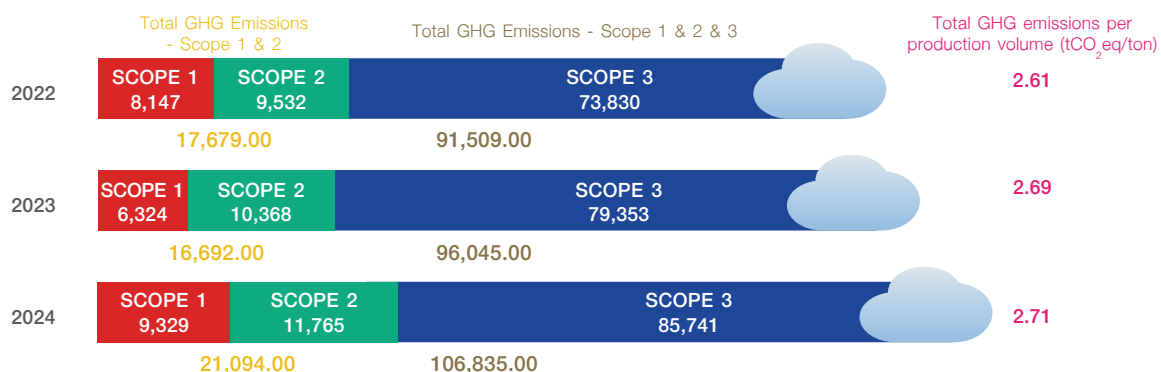 Total GHG Emissions
- Scope 1 & 2
Total GHG Emissions - Scope 1 & 2 & 3
Total GHG emissions per
production volume (tCO2eq/ton)
2022
SCOPE 1
8,147
SCOPE 2
9,532
SCOPE 3
73,830
2.61
17,679.00
91,509.00
2023
SCOPE 1
6,324
SCOPE 2
10,368
SCOPE 3
79,353
2.69
16,692.00
96,045.00
2024
SCOPE 1
9,329
SCOPE 2
11,765
SCOPE 3
85,741
2.71
21,094.00
106,835.00